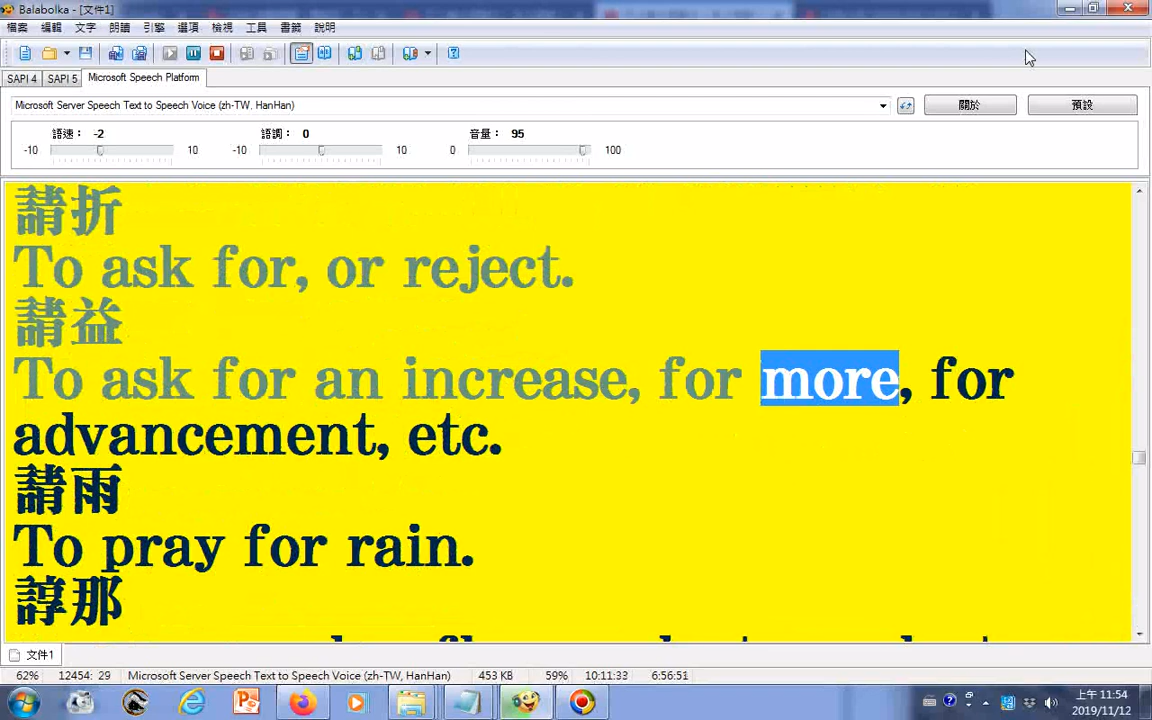 Balabolka - [文件1]
檔案 編輯 文字 朗讀 引擎 選項 檢視 工具 書籤 說明
SAPI 4 SAPI 5 Microsoft Speech Platform
Microsoft Server Speech Text to Speech Voice (zh-TW, HanHan) 關於 預設
語速： -2 語調： 0 音量： 95
-10 10 -10 10 0 100
請折
To ask for, or reject.
請益
To ask for an increase, for more, for
advancement, etc.
請雨
To pray for rain.
諄那
文件1
62% 12454: 29 Microsoft Server Speech Text to Speech Voice (zh-TW, HanHan) 453 KB 59% 10:11:33 6:56:51
上午 11:54
2019/11/12